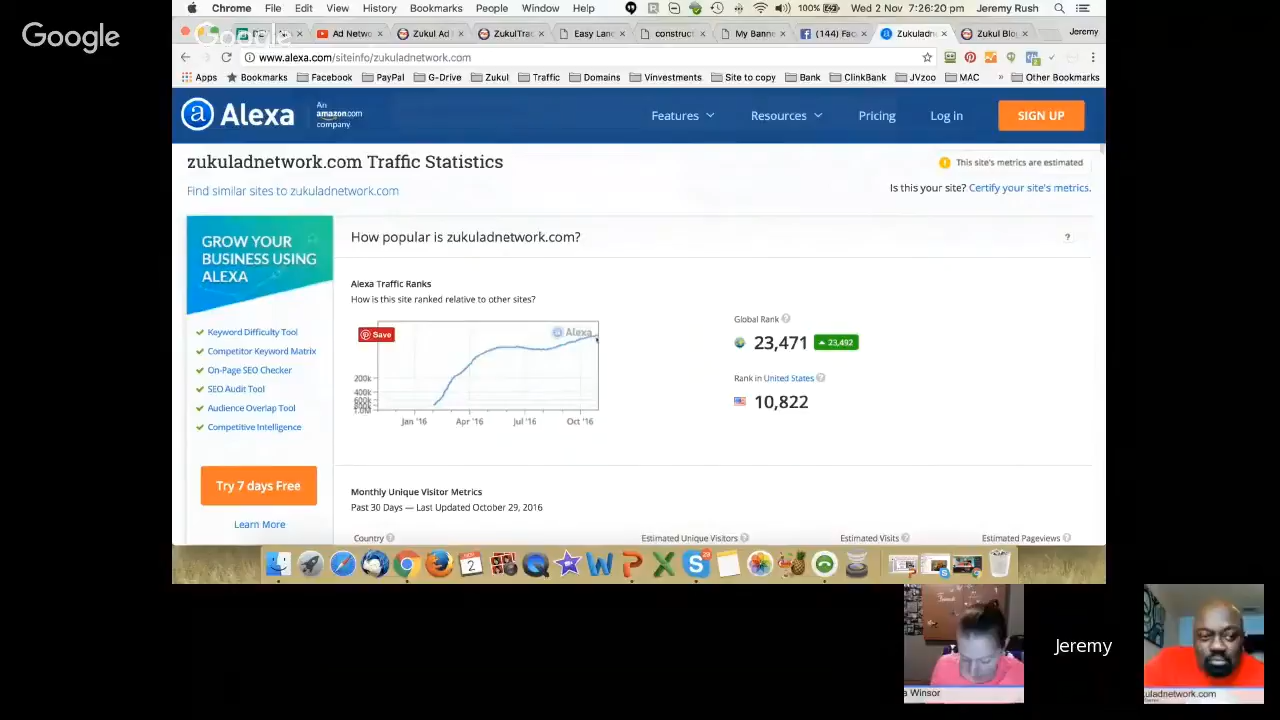 Google
Chrome File Edit View History Bookmarks People Window Help 100% Wed 2 Nov 7:26:20 pm Jeremy Rush
Ad Netwo Zukul Ad ZukulTra Easy Lanc construct My Banne (144) Fac Zukulad Zukul Blo Jeremy
www.alexa.com/siteinfo/zukuladnetwork.com
Apps Bookmarks Facebook PayPal G-Drive Zukul Traffic Domains Vinvestments Site to copy Bank ClinkBank JVzoo MAC » Other Bookmarks
Alexa
An
amazon.com
company
Features Resources Pricing Log in SIGN UP
zukuladnetwork.com Traffic Statistics
This site's metrics are estimated
Find similar sites to zukuladnetwork.com
Is this your site? Certify your site's metrics.
GROW YOUR
BUSINESS USING
ALEXA
Keyword Difficulty Tool
Competitor Keyword Matrix
On-Page SEO Checker
SEO Audit Tool
Audience Overlap Tool
Competitive Intelligence
Try 7 days Free
Learn More
How popular is zukuladnetwork.com? ?
Alexa Traffic Ranks
How is this site ranked relative to other sites?
Save
Alexa
200k
400k
600k
1.0M
Jan '16 Apr '16 Jul '16 Oct '16
Global Rank ?
23,471 23,492
Rank in United States ?
10,822
Monthly Unique Visitor Metrics
Past 30 Days — Last Updated October 29, 2016
Country ? Estimated Unique Visitors ? Estimated Visits ? Estimated Pageviews ?
2
28
a Winsor
Jeremy
uladnetwork.com